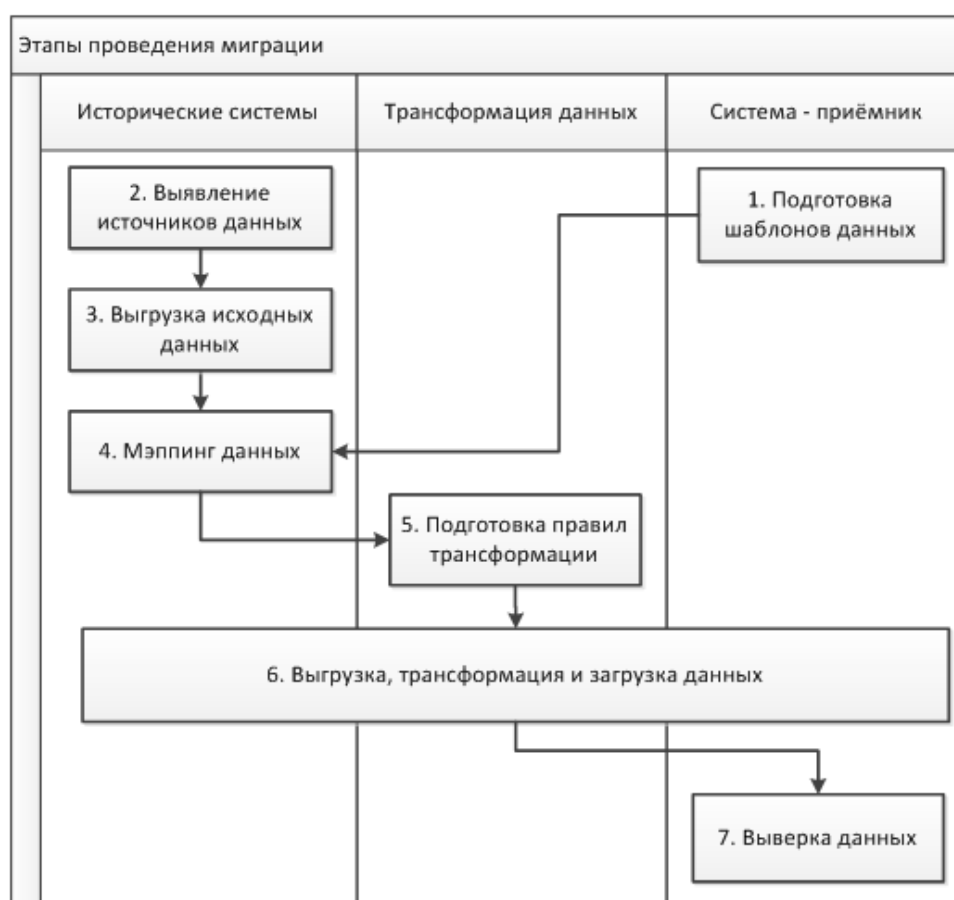 Этапы проведения миграции
Исторические системы
Трансформация данных
Система - приёмник
2. Выявление
источников данных
1. Подготовка
шаблонов данных
3. Выгрузка исходных
данных
4. Мэппинг данных
5. Подготовка правил
трансформации
6. Выгрузка, трансформация и загрузка данных
7. Выверка данных